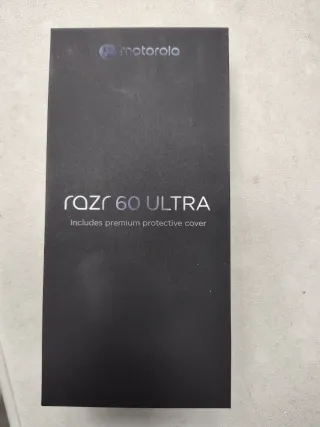 motorola
razr 60 ULTRA
Includes premium protective cover